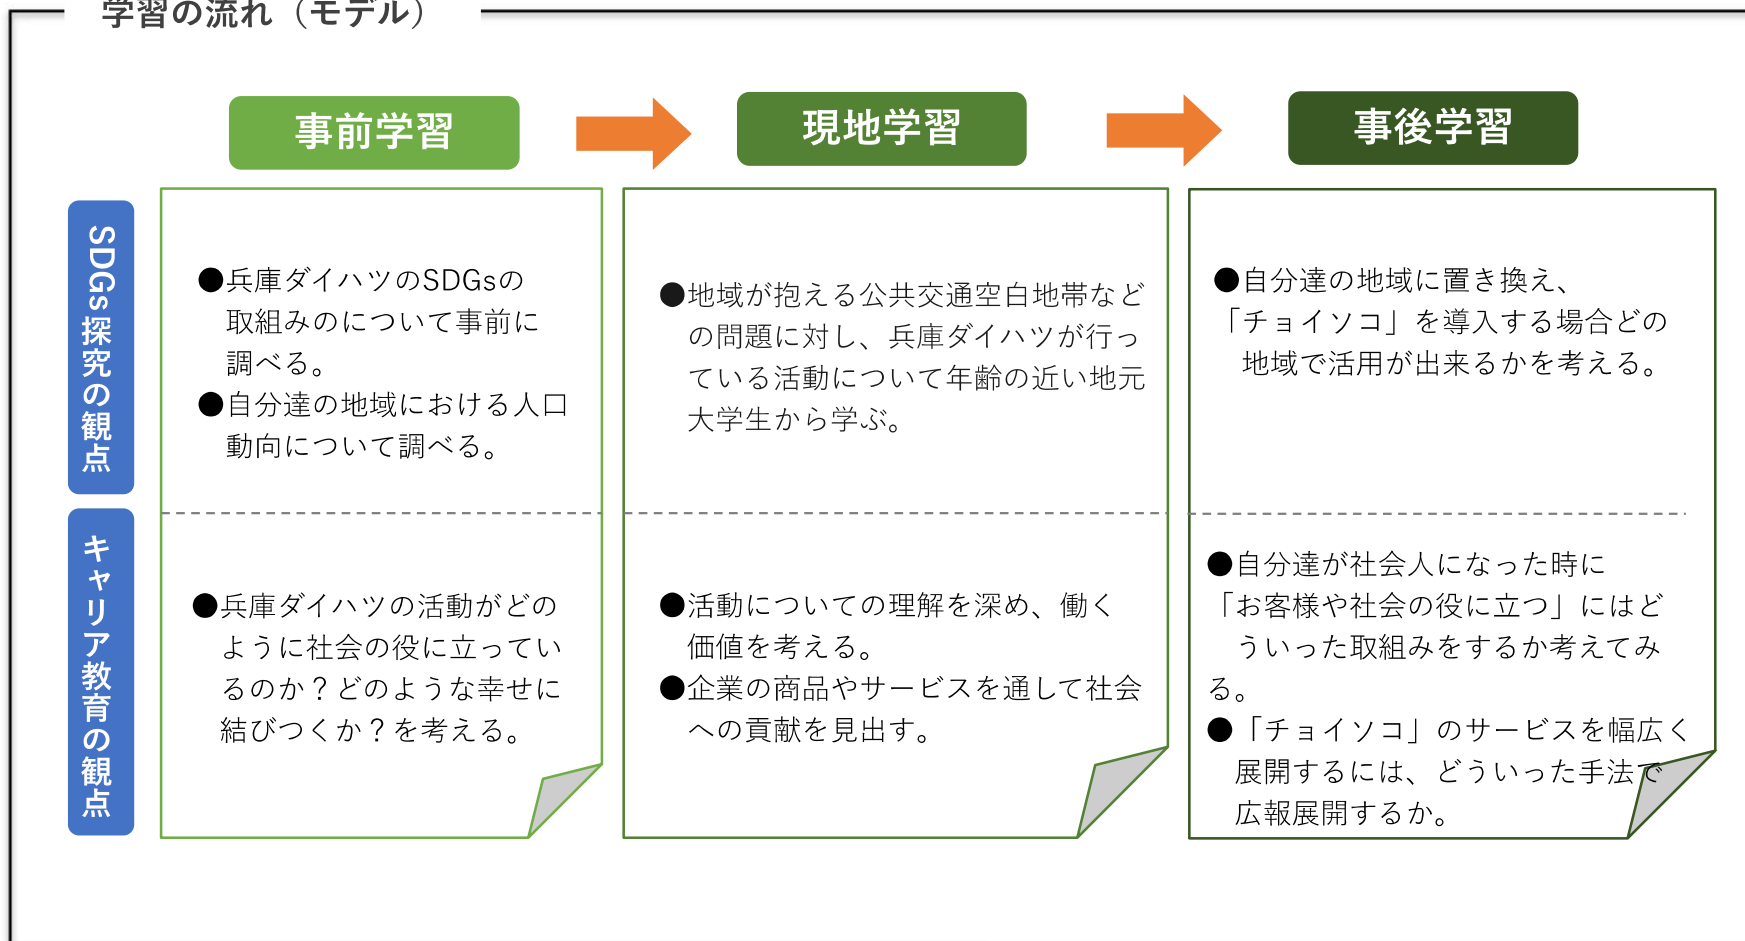 学習の流れ（モデル）
事前学習
現地学習
事後学習
SDGs探究の観点
●兵庫ダイハツのSDGsの
取組みのについて事前に
調べる。
●自分達の地域における人口
動向について調べる。
●地域が抱える公共交通空白地帯など
の問題に対し、兵庫ダイハツが行っ
ている活動について年齢の近い地元
大学生から学ぶ。
●自分達の地域に置き換え、
「チョイソコ」を導入する場合どの
地域で活用が出来るかを考える。
キャリア教育の観点
●兵庫ダイハツの活動がどの
ように社会の役に立ってい
るのか？どのような幸せに
結びつくか？を考える。
●活動についての理解を深め、働く
価値を考える。
●企業の商品やサービスを通して社会
への貢献を見出す。
●自分達が社会人になった時に
「お客様や社会の役に立つ」にはど
ういった取組みをするか考えてみ
る。
●「チョイソコ」のサービスを幅広く
展開するには、どういった手法で
広報展開するか。